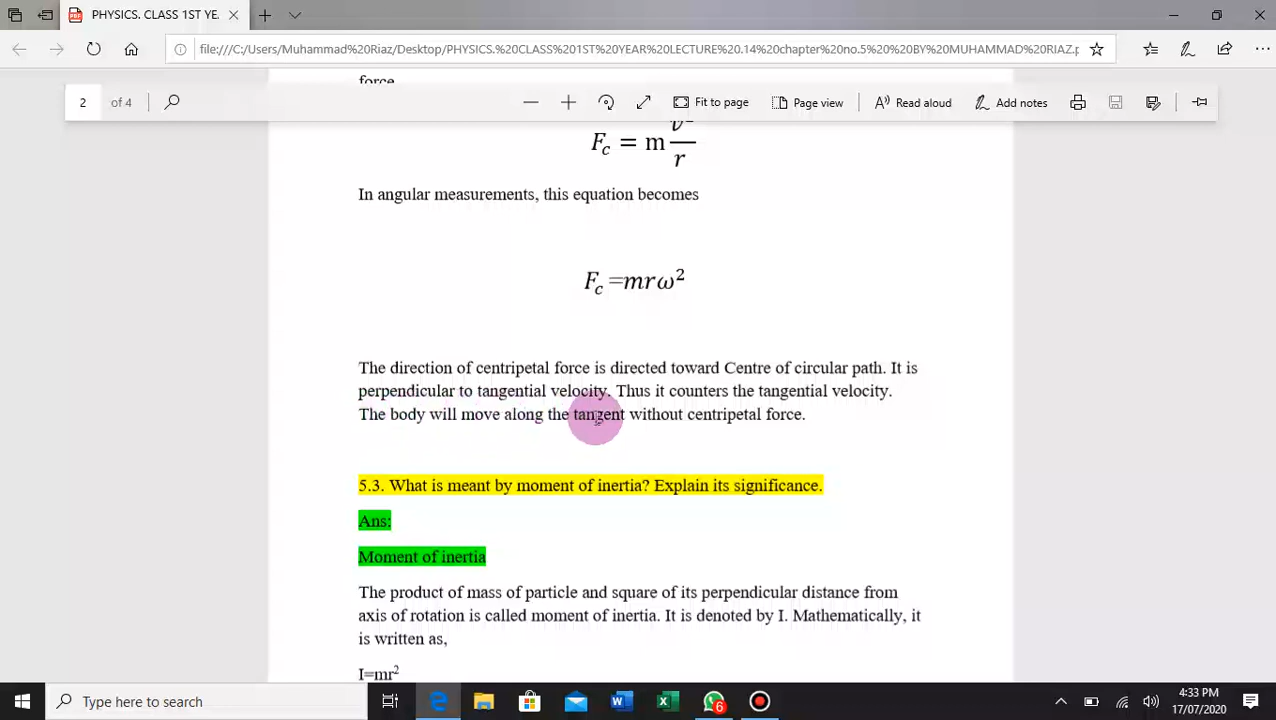 PHYSICS. CLASS 1ST YEAR
file:///C:/Users/Muhammad%20Riaz/Desktop/PHYSICS.%20CLASS%201ST%20YEAR%20LECTURE%20.14%20chapter%20no.5%20%20BY%20MUHAMMAD%20RIAZ.p
force
2 of 4 Fit to page Page view Read aloud Add notes
F_c = m v²/r
In angular measurements, this equation becomes
F_c =mrω²
The direction of centripetal force is directed toward Centre of circular path. It is
perpendicular to tangential velocity. Thus it counters the tangential velocity.
The body will move along the tangent without centripetal force.
5.3. What is meant by moment of inertia? Explain its significance.
Ans:
Moment of inertia
The product of mass of particle and square of its perpendicular distance from
axis of rotation is called moment of inertia. It is denoted by I. Mathematically, it
is written as,
I=mr²
Type here to search
6
4:33 PM
17/07/2020